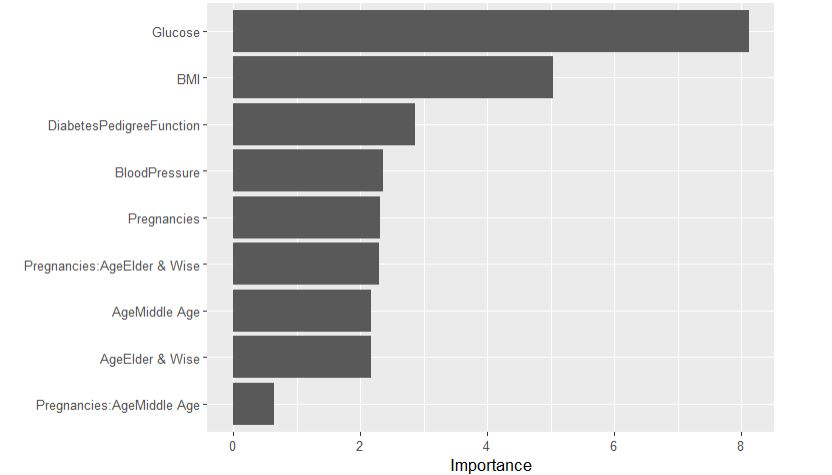 Glucose
BMI
DiabetesPedigreeFunction
BloodPressure
Pregnancies
Pregnancies:AgeElder & Wise
AgeMiddle Age
AgeElder & Wise
Pregnancies:AgeMiddle Age
0 2 4 6 8
Importance